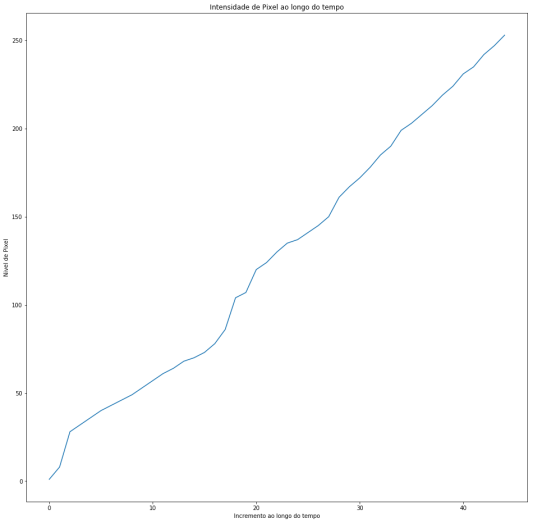 Intensidade de Pixel ao longo do tempo
250
200
150
100
50
0
Nivel de Pixel
0 10 20 30 40
Incremento ao longo do tempo